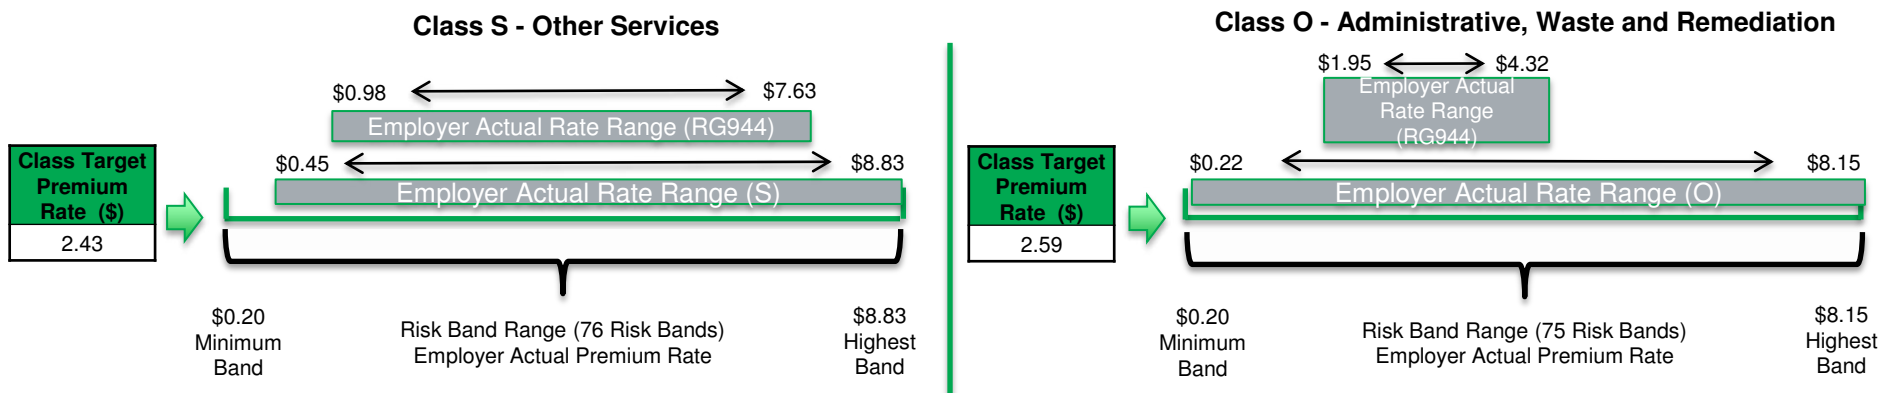 Class S - Other Services
$0.98
$7.63
Employer Actual Rate Range (RG944)
$0.45
$8.83
Employer Actual Rate Range (S)
Class Target
Premium
Rate ($)
2.43
$0.20
Minimum
Band
Risk Band Range (76 Risk Bands)
Employer Actual Premium Rate
$8.83
Highest
Band
Class O - Administrative, Waste and Remediation
$1.95
$4.32
Employer Actual
Rate Range
(RG944)
$0.22
$8.15
Employer Actual Rate Range (O)
Class Target
Premium
Rate ($)
2.59
$0.20
Minimum
Band
Risk Band Range (75 Risk Bands)
Employer Actual Premium Rate
$8.15
Highest
Band